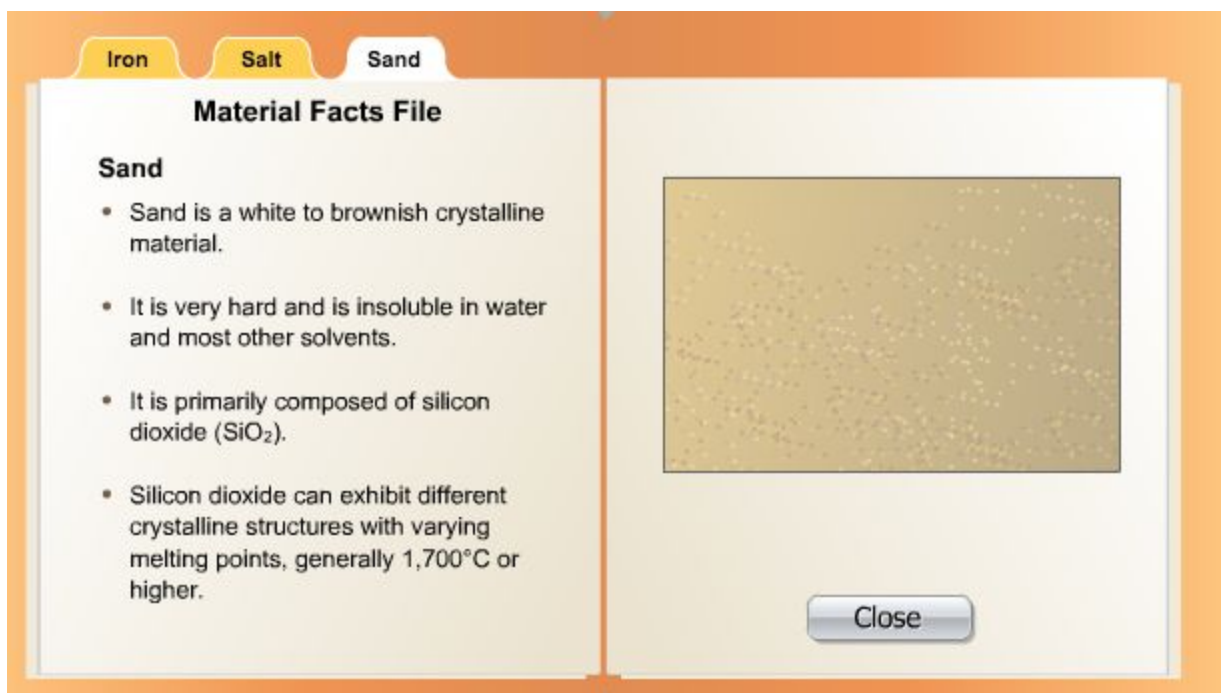 Iron
Salt
Sand
Material Facts File
Sand
• Sand is a white to brownish crystalline
material.
• It is very hard and is insoluble in water
and most other solvents.
• It is primarily composed of silicon
dioxide (SiO₂).
• Silicon dioxide can exhibit different
crystalline structures with varying
melting points, generally 1,700°C or
higher.
Close